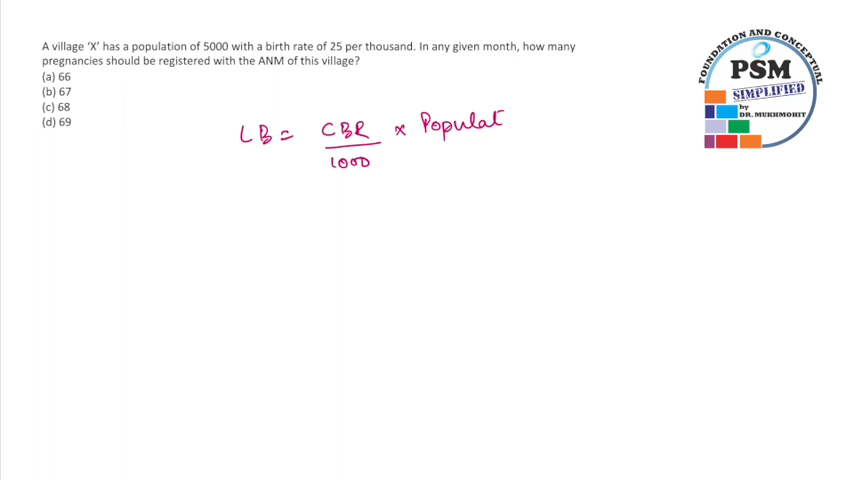 A village ‘X’ has a population of 5000 with a birth rate of 25 per thousand. In any given month, how many
pregnancies should be registered with the ANM of this village?
(a) 66
(b) 67
(c) 68
(d) 69
LB = CBR / 1000 × Populat
FOUNDATION AND CONCEPTUAL
PSM
SIMPLIFIED
by
DR. MUKHMOHIT